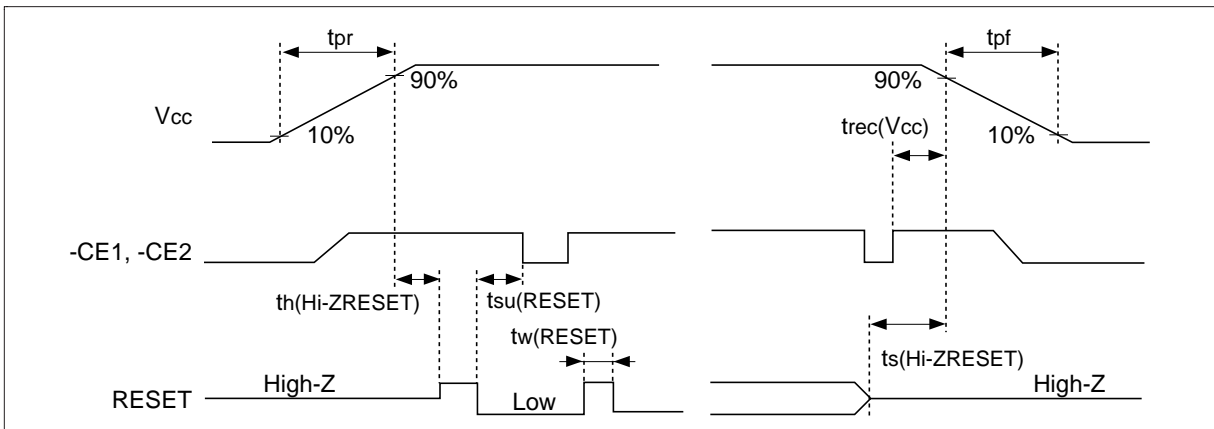 tpr
tpf
90%
90%
Vcc
trec(Vcc)
10%
10%
-CE1, -CE2
th(Hi-ZRESET)
tsu(RESET)
tw(RESET)
ts(Hi-ZRESET)
High-Z
High-Z
RESET
Low